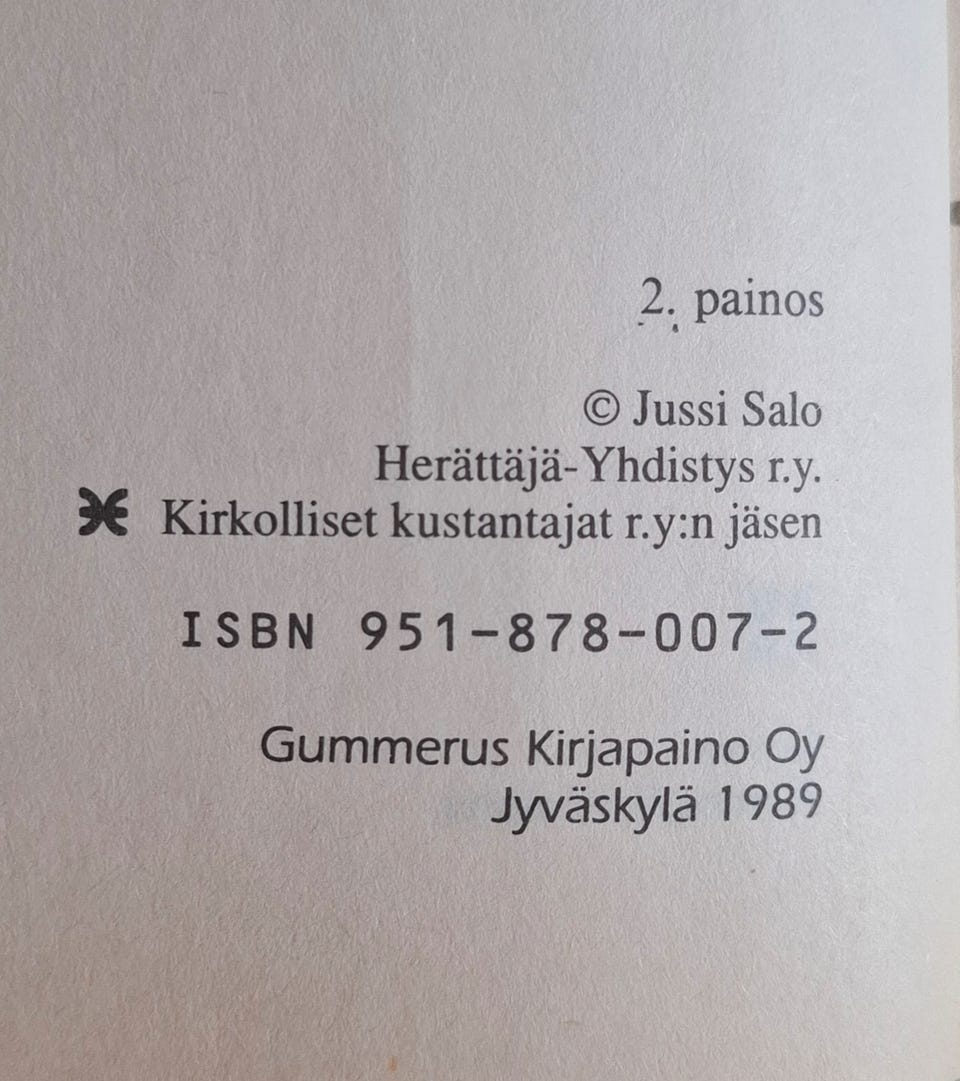 2. painos
© Jussi Salo
Herättäjä-Yhdistys r.y.
Kirkolliset kustantajat r.y:n jäsen
ISBN 951-878-007-2
Gummerus Kirjapaino Oy
Jyväskylä 1989